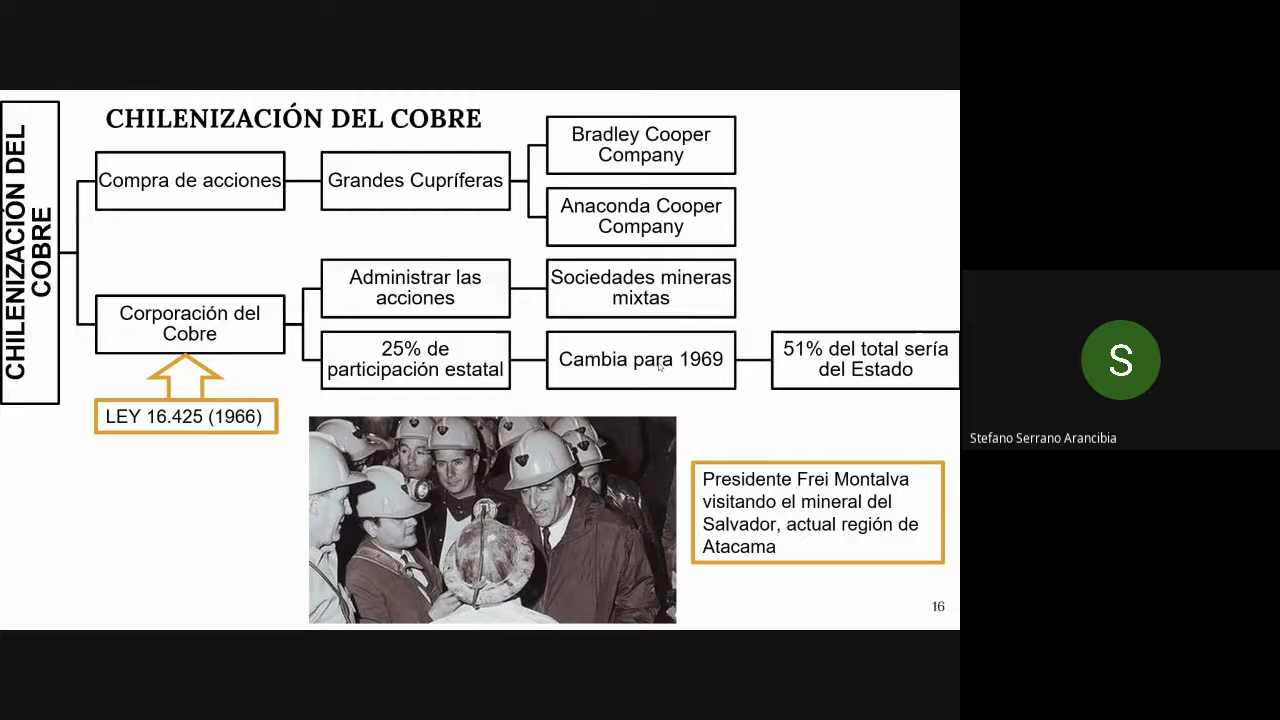 CHILENIZACIÓN DEL
COBRE
CHILENIZACIÓN DEL COBRE
Compra de acciones
Grandes Cupríferas
Bradley Cooper
Company
Anaconda Cooper
Company
Corporación del
Cobre
Administrar las
acciones
Sociedades mineras
mixtas
25% de
participación estatal
Cambia para 1969
51% del total sería
del Estado
LEY 16.425 (1966)
Presidente Frei Montalva
visitando el mineral del
Salvador, actual región de
Atacama
16
S
Stefano Serrano Arancibia